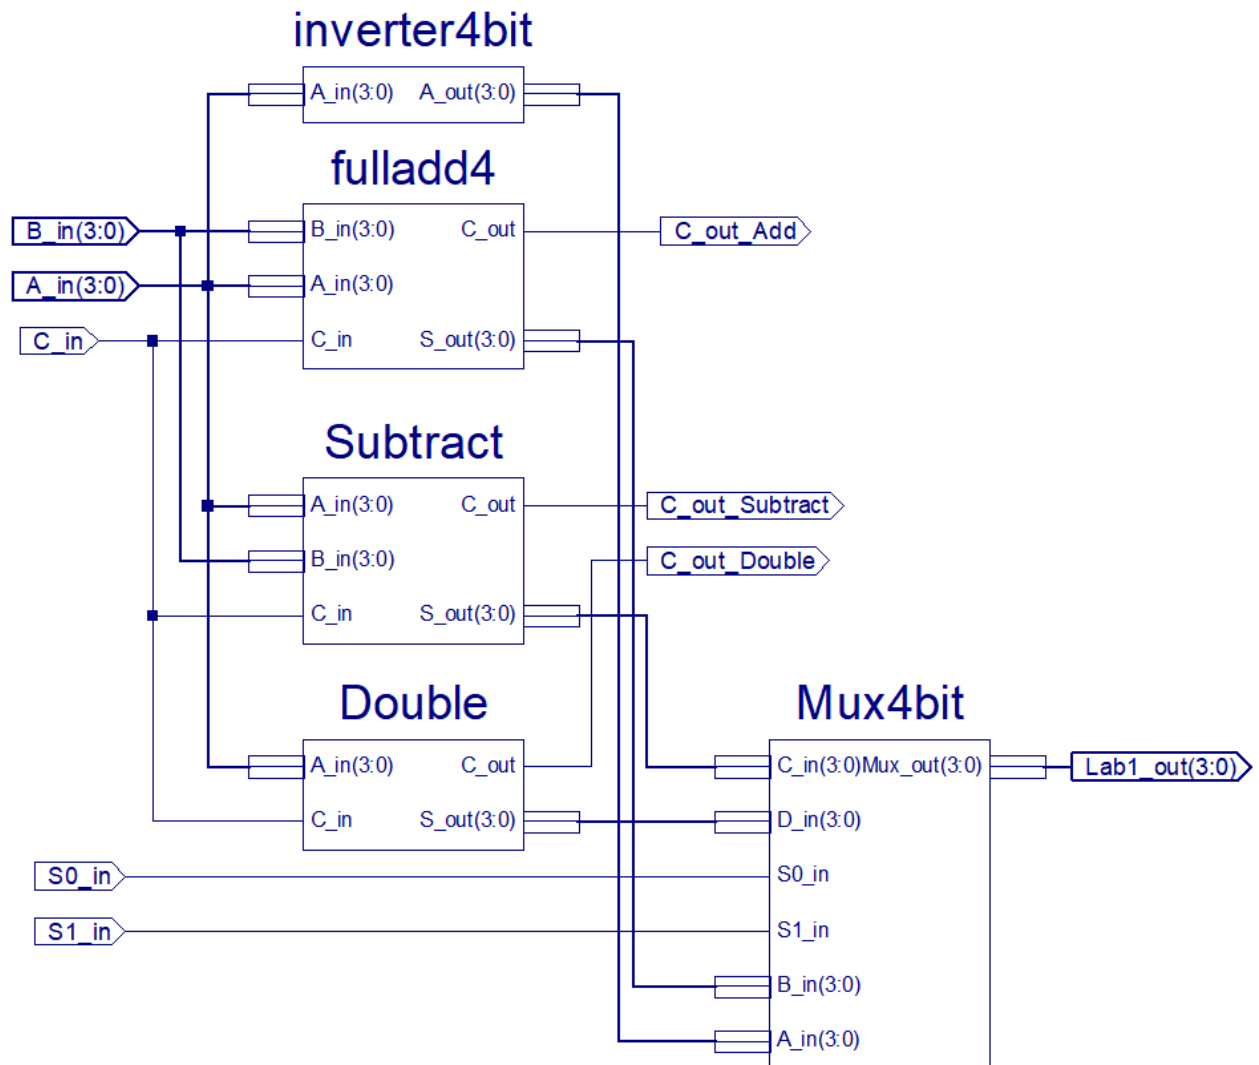 inverter4bit
A_in(3:0) A_out(3:0)
fulladd4
B_in(3:0) B_in(3:0) C_out C_out_Add
A_in(3:0) A_in(3:0)
C_in C_in S_out(3:0)
Subtract
A_in(3:0) C_out C_out_Subtract
B_in(3:0) C_out_Double
C_in S_out(3:0)
Double Mux4bit
A_in(3:0) C_out C_in(3:0) Mux_out(3:0) Lab1_out(3:0)
C_in S_out(3:0) D_in(3:0)
S0_in S0_in
S1_in S1_in
B_in(3:0)
A_in(3:0)